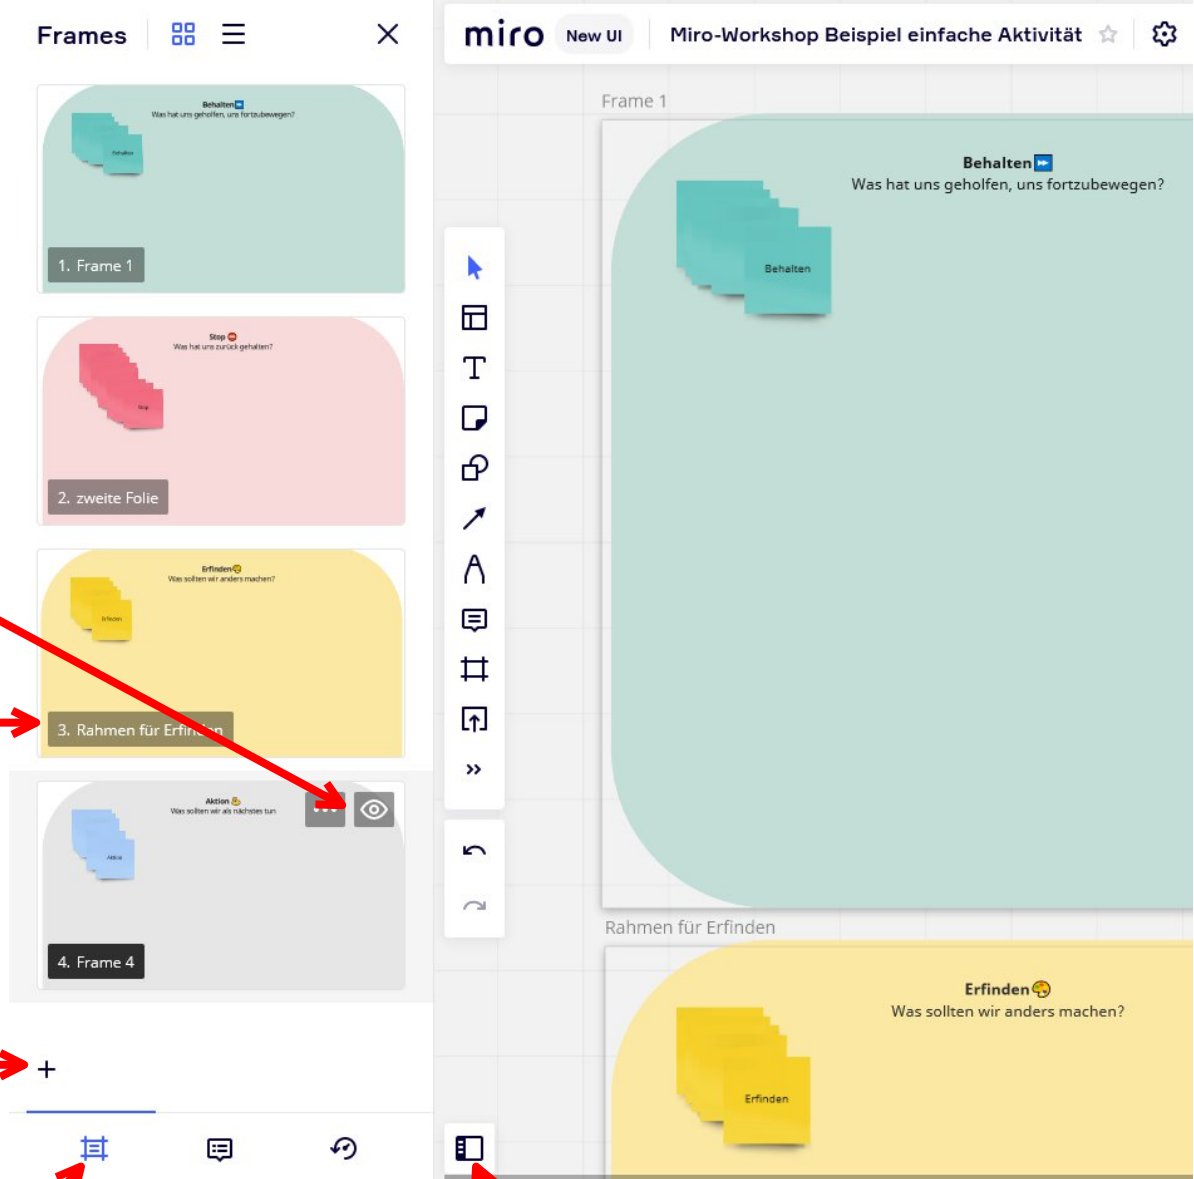 Frames
Behalten
Was hat uns geholfen, uns fortzubewegen?
Behalten
1. Frame 1
Stop
Was hat uns zurück gehalten?
Stop
2. zweite Folie
Erfinden
Was sollten wir anders machen?
Erfinden
3. Rahmen für Erfinden
Aktion
Was sollten wir als nächstes tun
Aktion
4. Frame 4
+
miro New UI Miro-Workshop Beispiel einfache Aktivität
Frame 1
Behalten
Was hat uns geholfen, uns fortzubewegen?
Behalten
Rahmen für Erfinden
Erfinden
Was sollten wir anders machen?
Erfinden